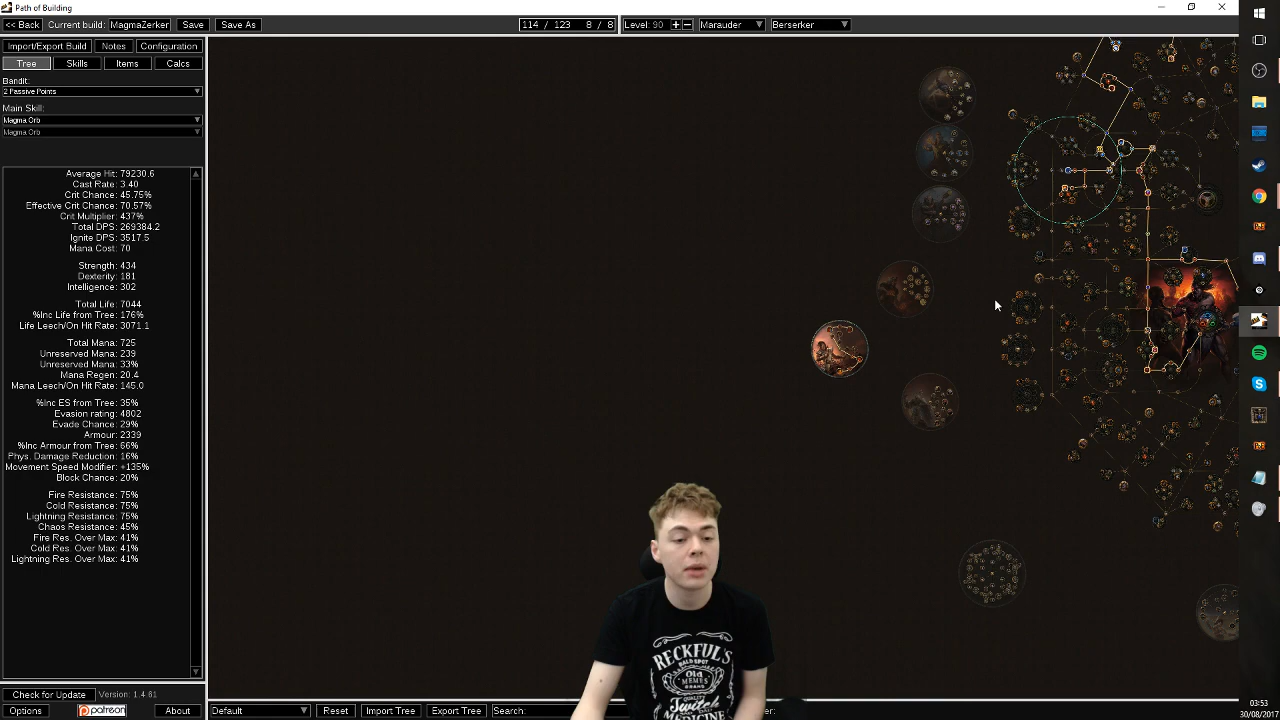 Path of Building
<< Back Current build: MagmaZerker Save Save As 114 / 123 8 / 8 Level: 90 + - Marauder Berserker
Import/Export Build Notes Configuration
Tree Skills Items Calcs
Bandit:
2 Passive Points
Main Skill:
Magma Orb
Magma Orb
Average Hit: 79230.6
Cast Rate: 3.40
Crit Chance: 45.75%
Effective Crit Chance: 70.57%
Crit Multiplier: 437%
Total DPS: 269384.2
Ignite DPS: 3517.5
Mana Cost: 70
Strength: 434
Dexterity: 181
Intelligence: 302
Total Life: 7044
%Inc Life from Tree: 176%
Life Leech/On Hit Rate: 3071.1
Total Mana: 725
Unreserved Mana: 239
Unreserved Mana: 33%
Mana Regen: 20.4
Mana Leech/On Hit Rate: 145.0
%Inc ES from Tree: 35%
Evasion rating: 4802
Evade Chance: 29%
Armour: 2339
%Inc Armour from Tree: 66%
Phys. Damage Reduction: 16%
Movement Speed Modifier: +135%
Block Chance: 20%
Fire Resistance: 75%
Cold Resistance: 75%
Lightning Resistance: 75%
Chaos Resistance: 45%
Fire Res. Over Max: 41%
Cold Res. Over Max: 41%
Lightning Res. Over Max: 41%
RECKFUL'S
BALD SPOT
Old
MEMES
QUALITY
Twitch
MEDICINE
Check for Update Version: 1.4.61
Options patreon About
Default Reset Import Tree Export Tree Search: er:
03:53
30/08/2017